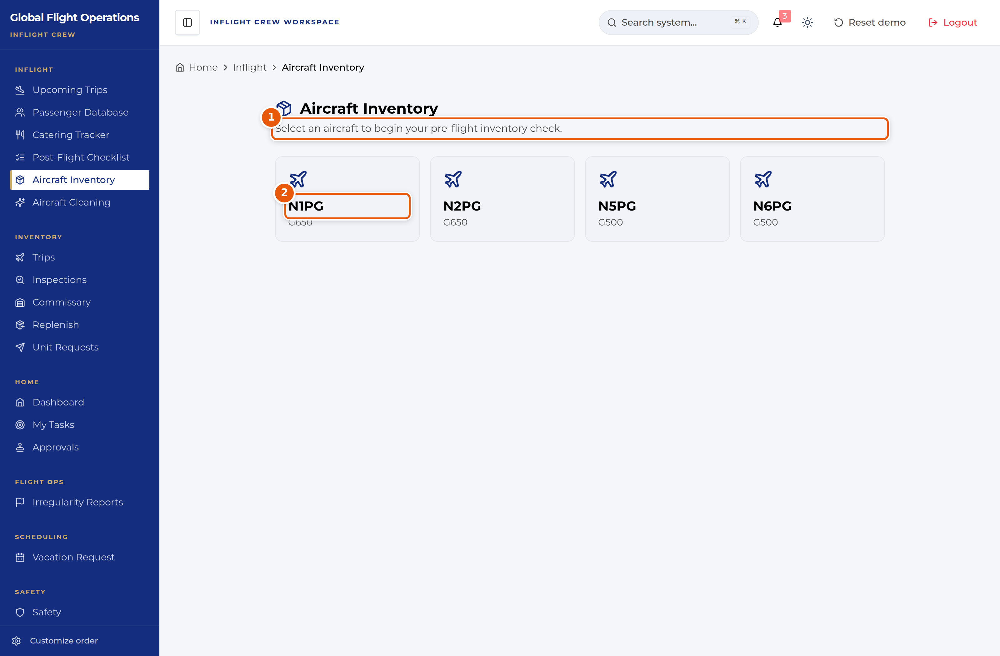 Global Flight Operations
INFLIGHT CREW
INFLIGHT
Upcoming Trips
Passenger Database
Catering Tracker
Post-Flight Checklist
Aircraft Inventory
Aircraft Cleaning
INVENTORY
Trips
Inspections
Commissary
Replenish
Unit Requests
HOME
Dashboard
My Tasks
Approvals
FLIGHT OPS
Irregularity Reports
SCHEDULING
Vacation Request
SAFETY
Safety
Customize order
INFLIGHT CREW WORKSPACE
Search system...
⌘ K
3
Reset demo
Logout
Home > Inflight > Aircraft Inventory
Aircraft Inventory
1
Select an aircraft to begin your pre-flight inventory check.
2
N1PG
G650
N2PG
G650
N5PG
G500
N6PG
G500